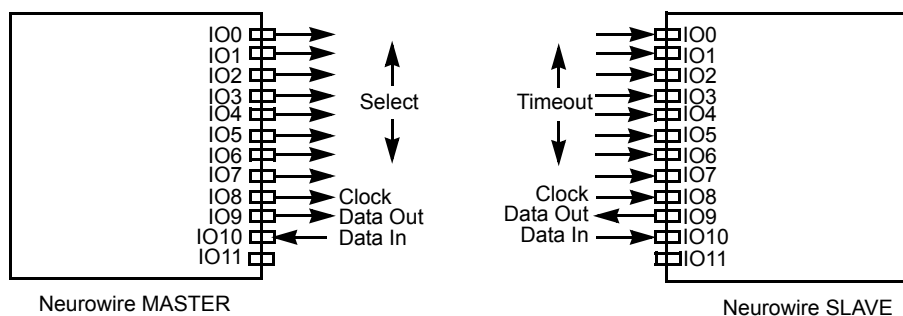 IO0
IO1
IO2
IO3
IO4
IO5
IO6
IO7
IO8
IO9
IO10
IO11
Select
Clock
Data Out
Data In
Neurowire MASTER
Timeout
Clock
Data Out
Data In
IO0
IO1
IO2
IO3
IO4
IO5
IO6
IO7
IO8
IO9
IO10
IO11
Neurowire SLAVE